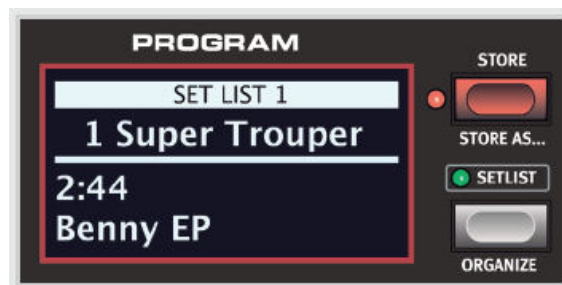 PROGRAM
SET LIST 1
1 Super Trouper
2:44
Benny EP
STORE
STORE AS...
SETLIST
ORGANIZE